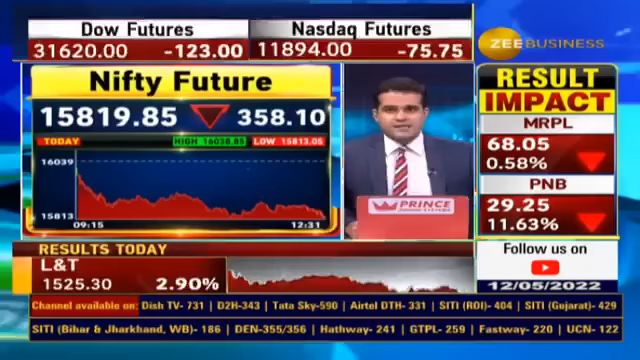 Dow Futures
31620.00 -123.00
Nasdaq Futures
11894.00 -75.75
ZEE BUSINESS
Nifty Future
15819.85 358.10
TODAY HIGH 16038.85 LOW 15813.05
16039
15813
09:15 12:31
PRINCE
RESULT
IMPACT
MRPL
68.05
0.58%
PNB
29.25
11.63%
RESULTS TODAY
L&T
1525.30 2.90%
Follow us on
12/05/2022
Channel available on: Dish TV- 731 | D2H-343 | Tata Sky-590 | Airtel DTH- 331 | SITI (ROI)- 404 | SITI (Gujarat)- 429
SITI (Bihar & Jharkhand, WB)- 186 | DEN-355/356 | Hathway- 241 | GTPL- 259 | Fastway- 220 | UCN- 122